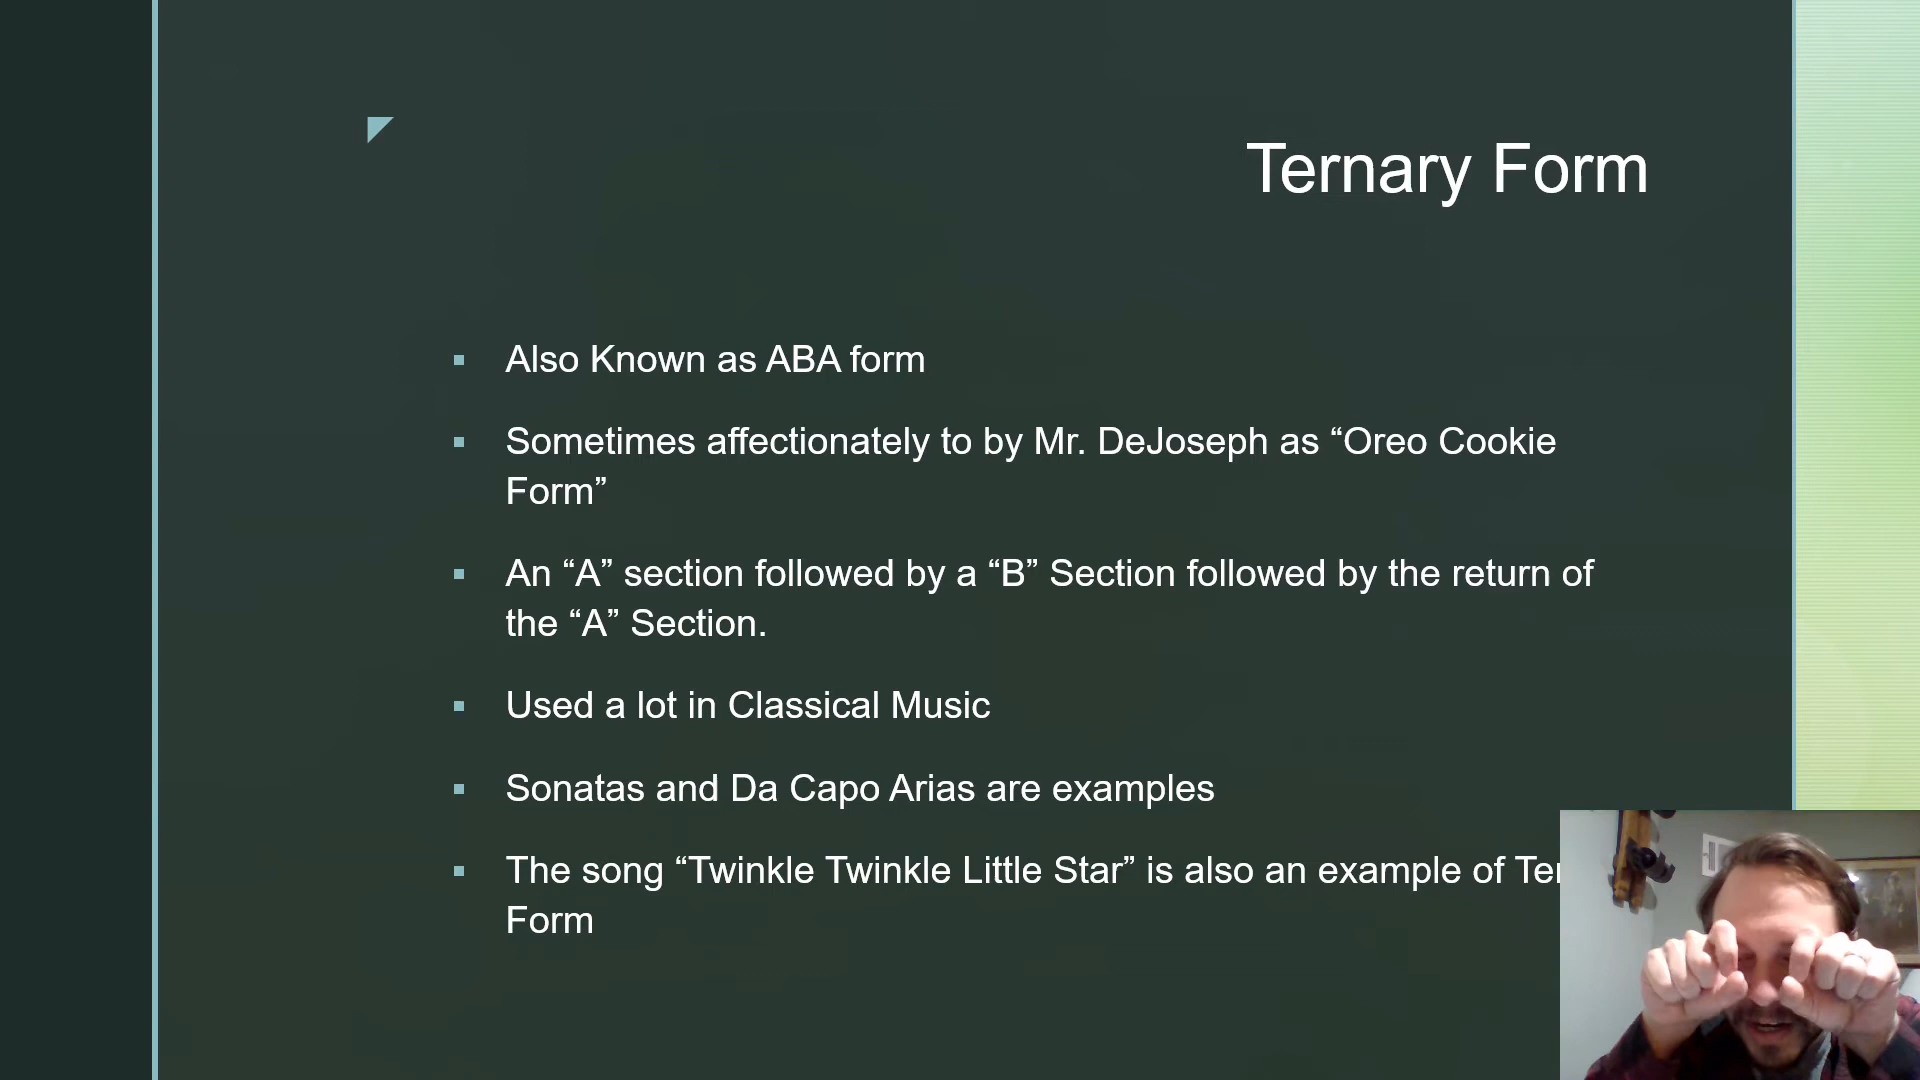 Ternary Form
Also Known as ABA form
Sometimes affectionately to by Mr. DeJoseph as “Oreo Cookie
Form”
An “A” section followed by a “B” Section followed by the return of
the “A” Section.
Used a lot in Classical Music
Sonatas and Da Capo Arias are examples
The song “Twinkle Twinkle Little Star” is also an example of
Form